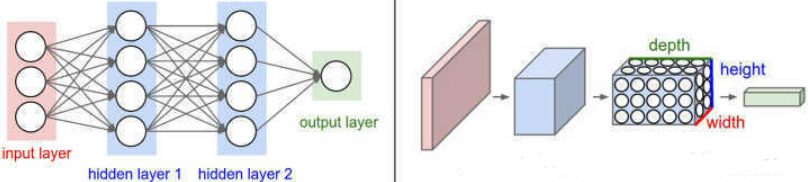 input layer
hidden layer 1
hidden layer 2
output layer
depth
height
width